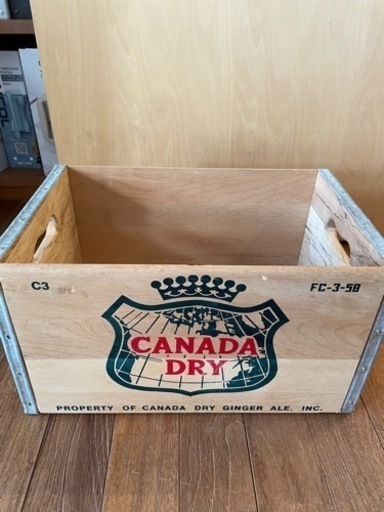 C3
FC-3-58
CANADA
DRY
PROPERTY OF CANADA DRY GINGER ALE. INC.